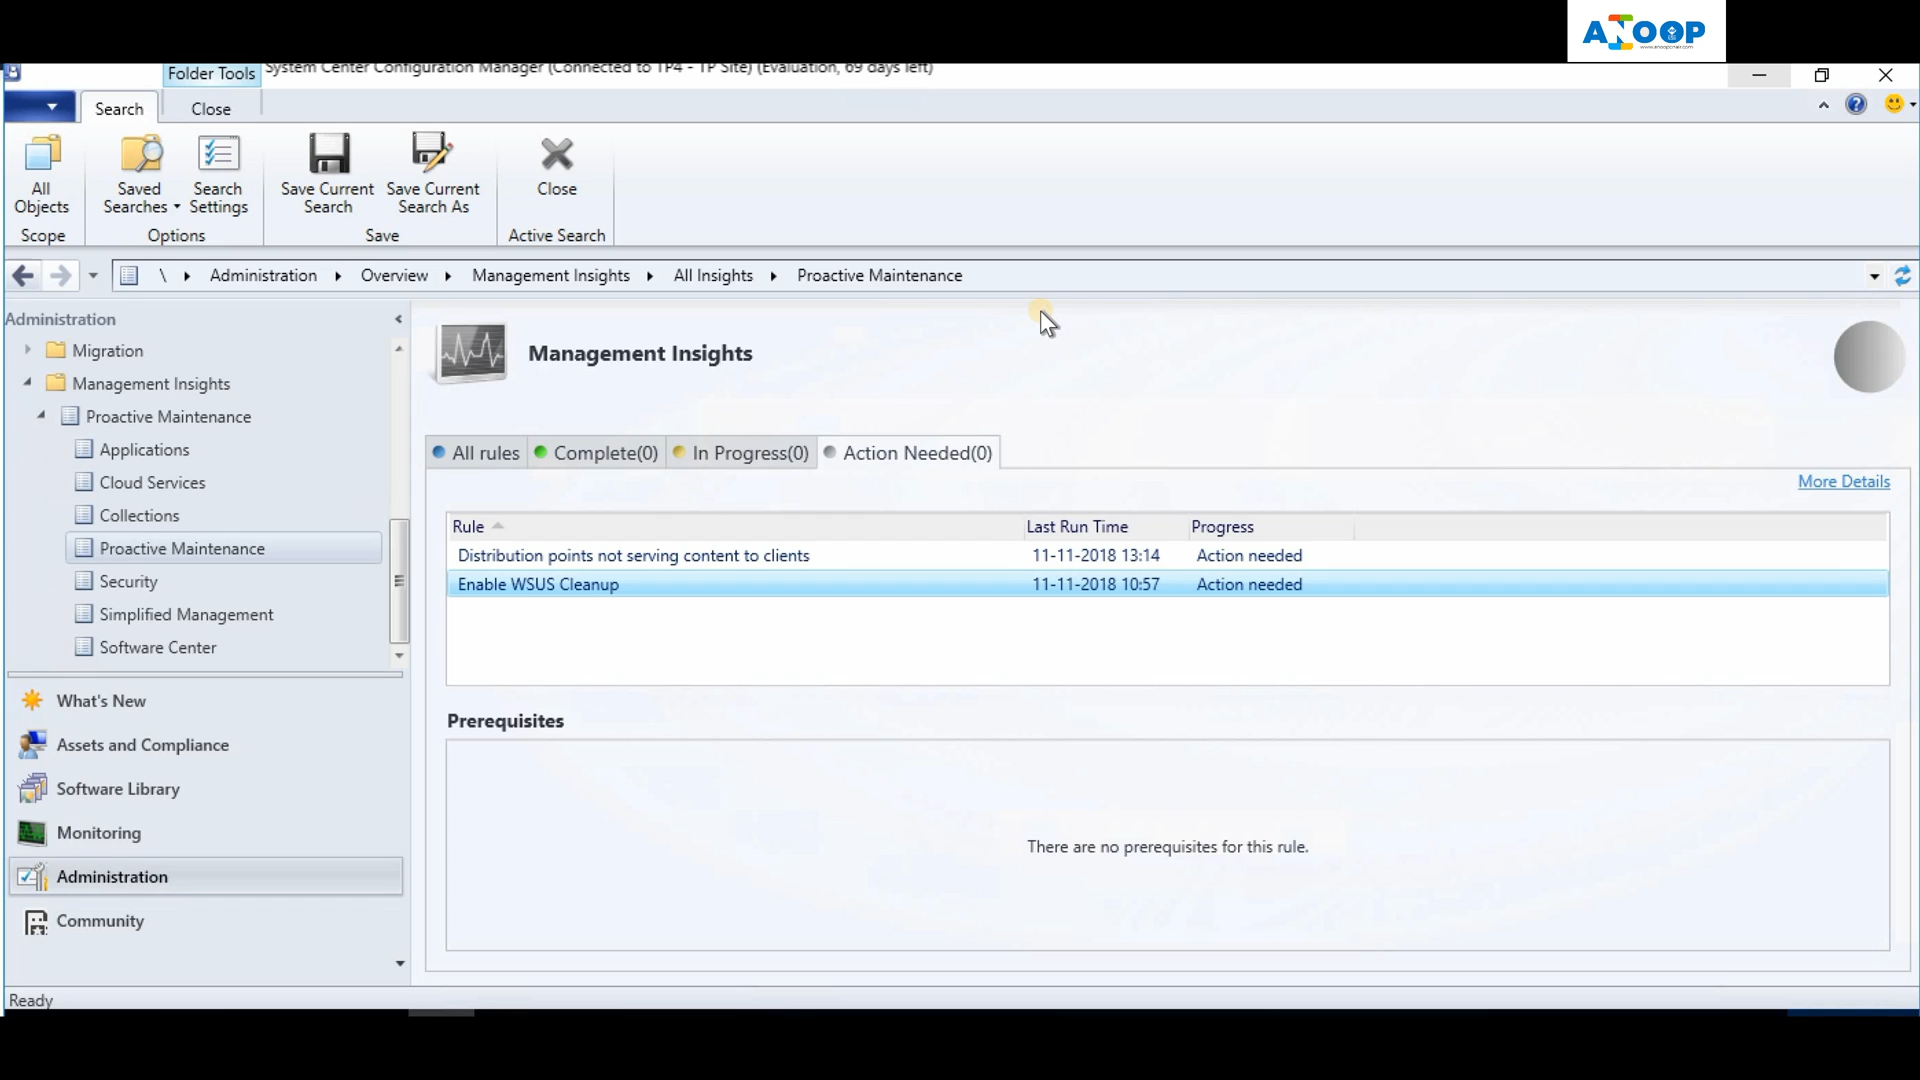 ANOOP
www.anoopcnair.com
Folder Tools
System Center Configuration Manager (Connected to TP4 - TP Site) (Evaluation, 69 days left)
Search
Close
All Objects
Saved Searches
Search Settings
Save Current Search
Save Current Search As
Close
Scope
Options
Save
Active Search
\ Administration Overview Management Insights All Insights Proactive Maintenance
Administration
Migration
Management Insights
Proactive Maintenance
Applications
Cloud Services
Collections
Proactive Maintenance
Security
Simplified Management
Software Center
What's New
Assets and Compliance
Software Library
Monitoring
Administration
Community
Management Insights
All rules
Complete(0)
In Progress(0)
Action Needed(0)
More Details
Rule Last Run Time Progress
Distribution points not serving content to clients 11-11-2018 13:14 Action needed
Enable WSUS Cleanup 11-11-2018 10:57 Action needed
Prerequisites
There are no prerequisites for this rule.
Ready